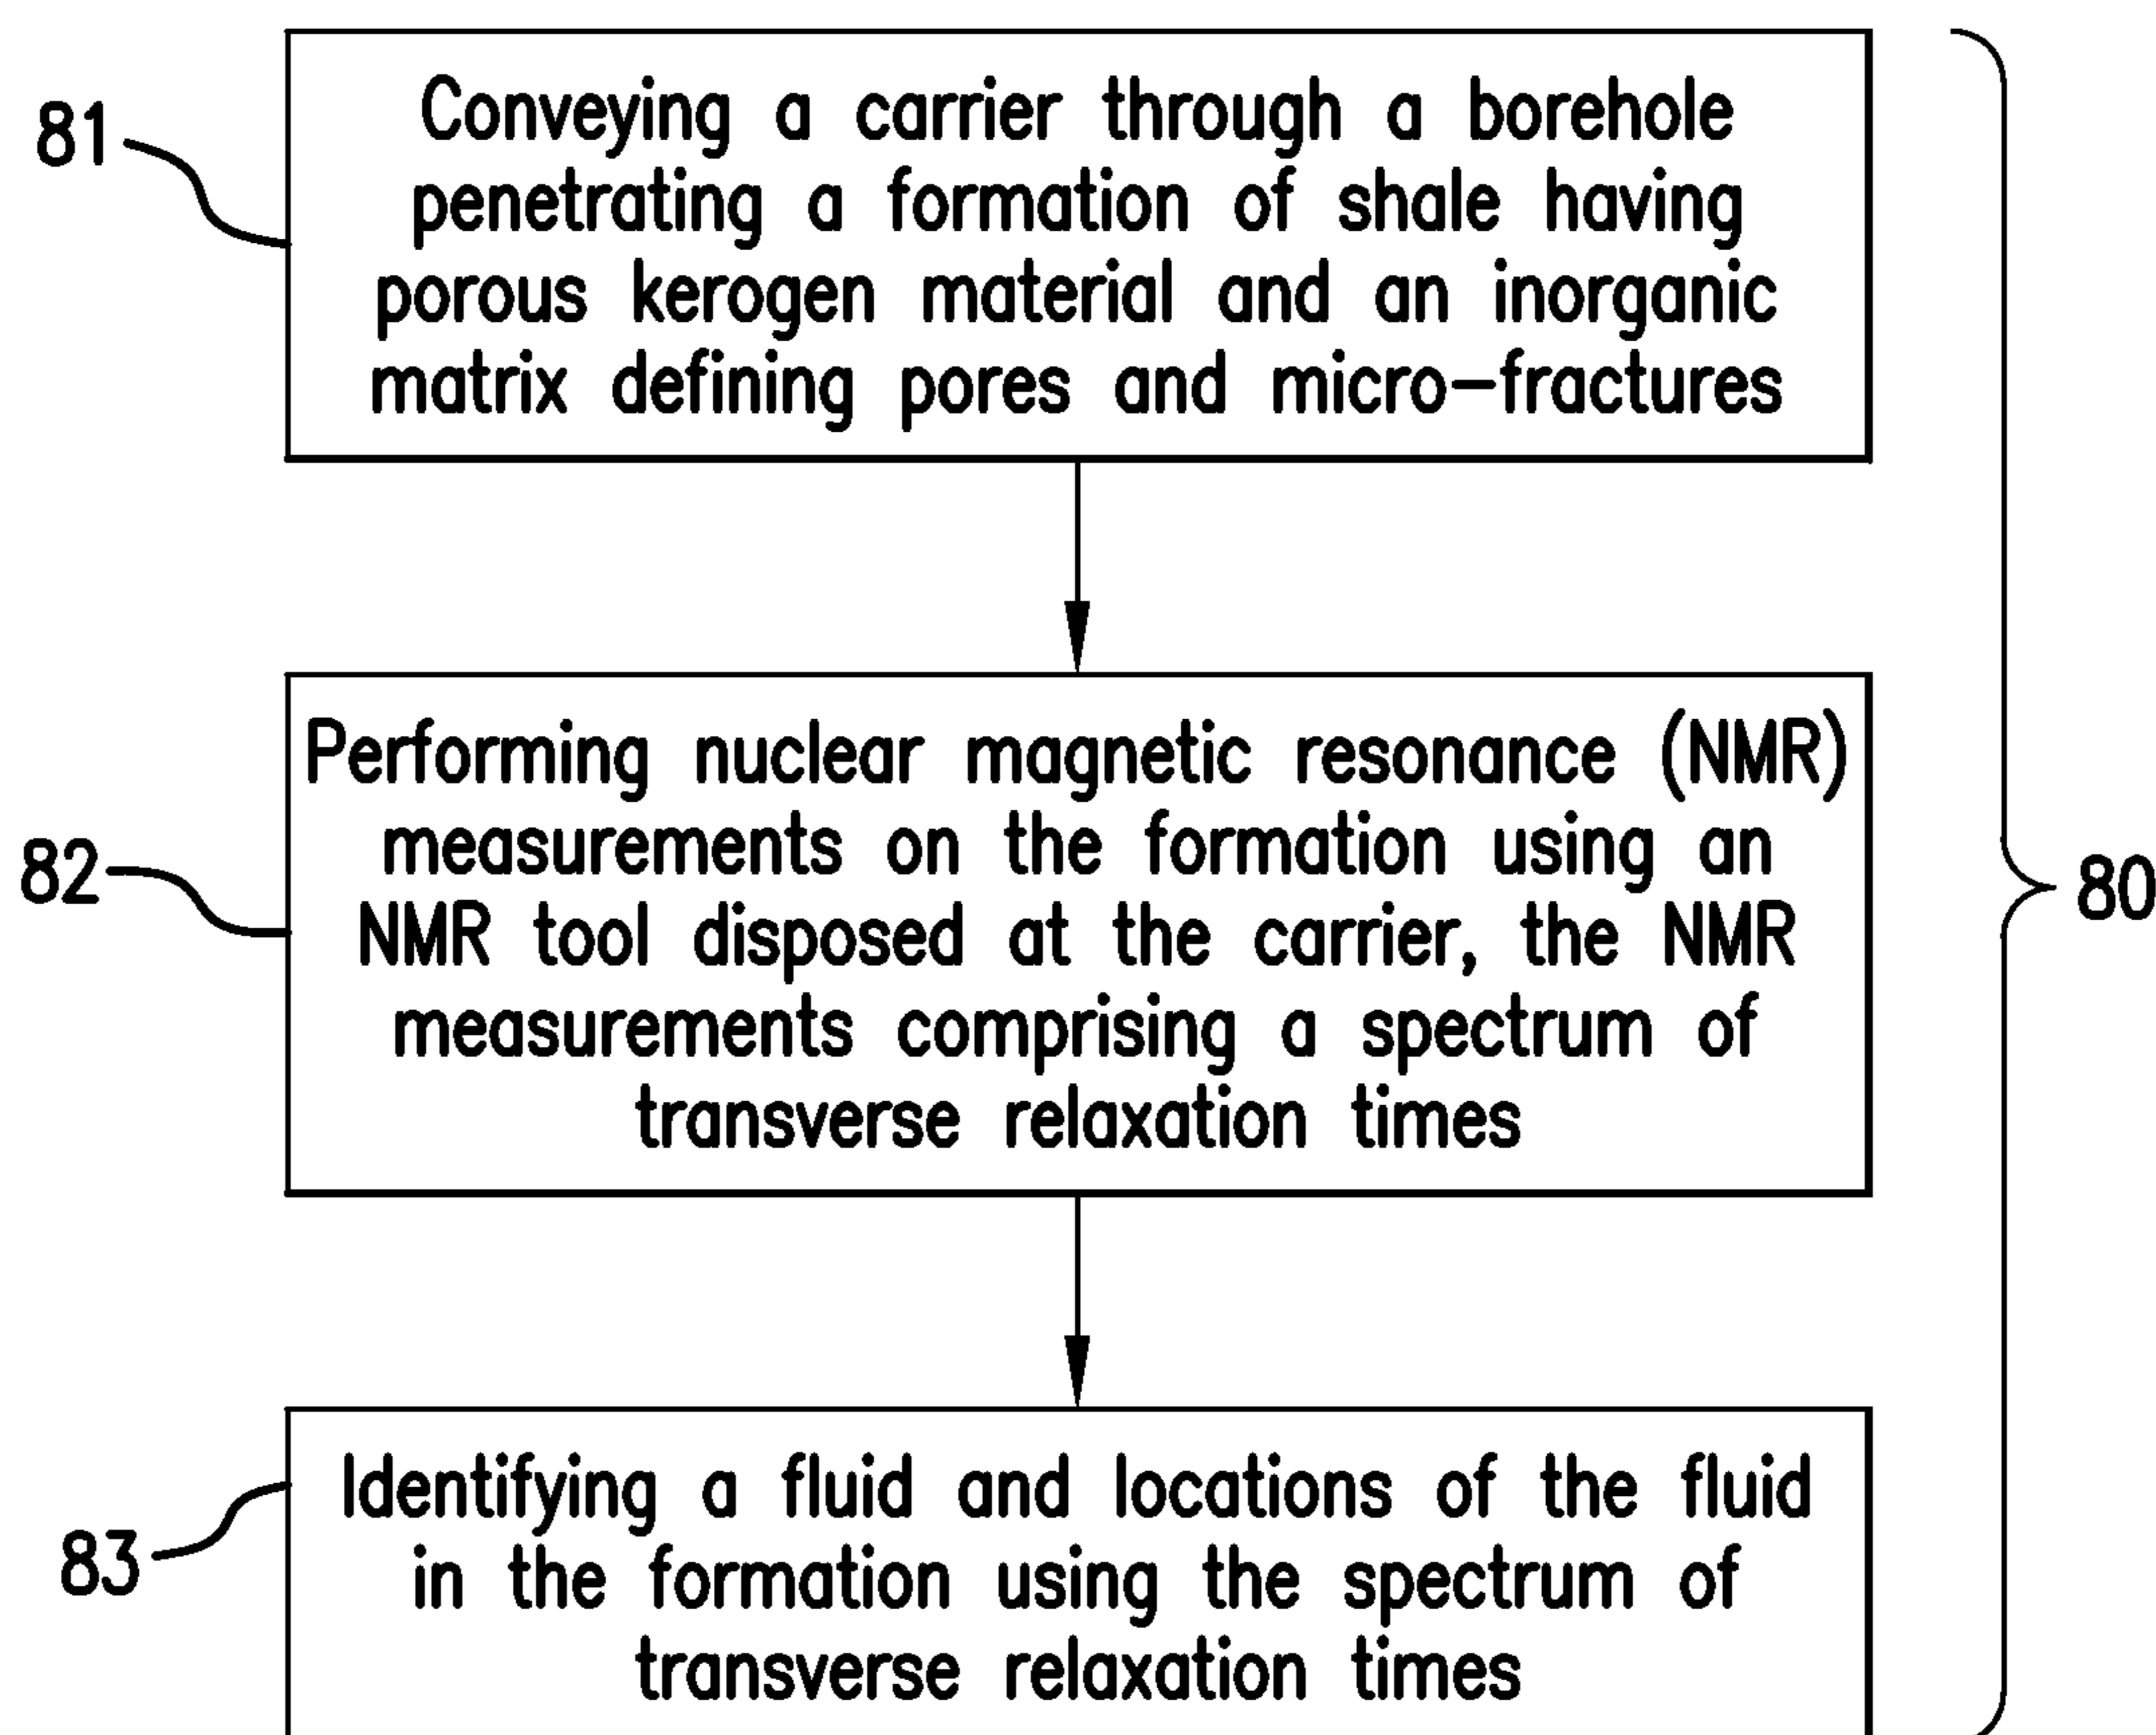 81
Conveying a carrier through a borehole
penetrating a formation of shale having
porous kerogen material and an inorganic
matrix defining pores and micro-fractures
82
Performing nuclear magnetic resonance (NMR)
measurements on the formation using an
NMR tool disposed at the carrier, the NMR
measurements comprising a spectrum of
transverse relaxation times
80
83
Identifying a fluid and locations of the fluid
in the formation using the spectrum of
transverse relaxation times